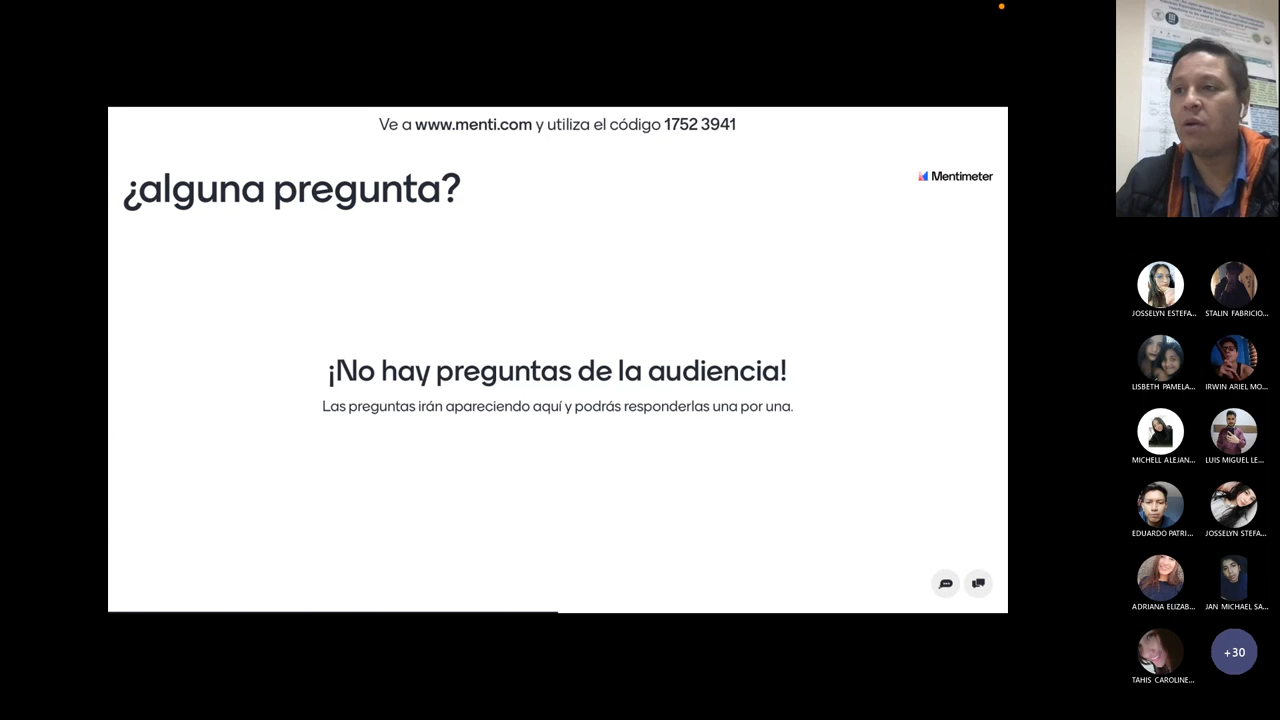 Ve a www.menti.com y utiliza el código 1752 3941
¿alguna pregunta?
Mentimeter
¡No hay preguntas de la audiencia!
Las preguntas irán apareciendo aquí y podrás responderlas una por una.
JOSSELYN ESTEFA...
STALIN FABRICIO...
LISBETH PAMELA...
IRWIN ARIEL MO...
MICHELL ALEJAN...
LUIS MIGUEL LE...
EDUARDO PATRI...
JOSSELYN STEFA...
ADRIANA ELIZAB...
JAN MICHAEL SA...
TAHIS CAROLINE...
+30